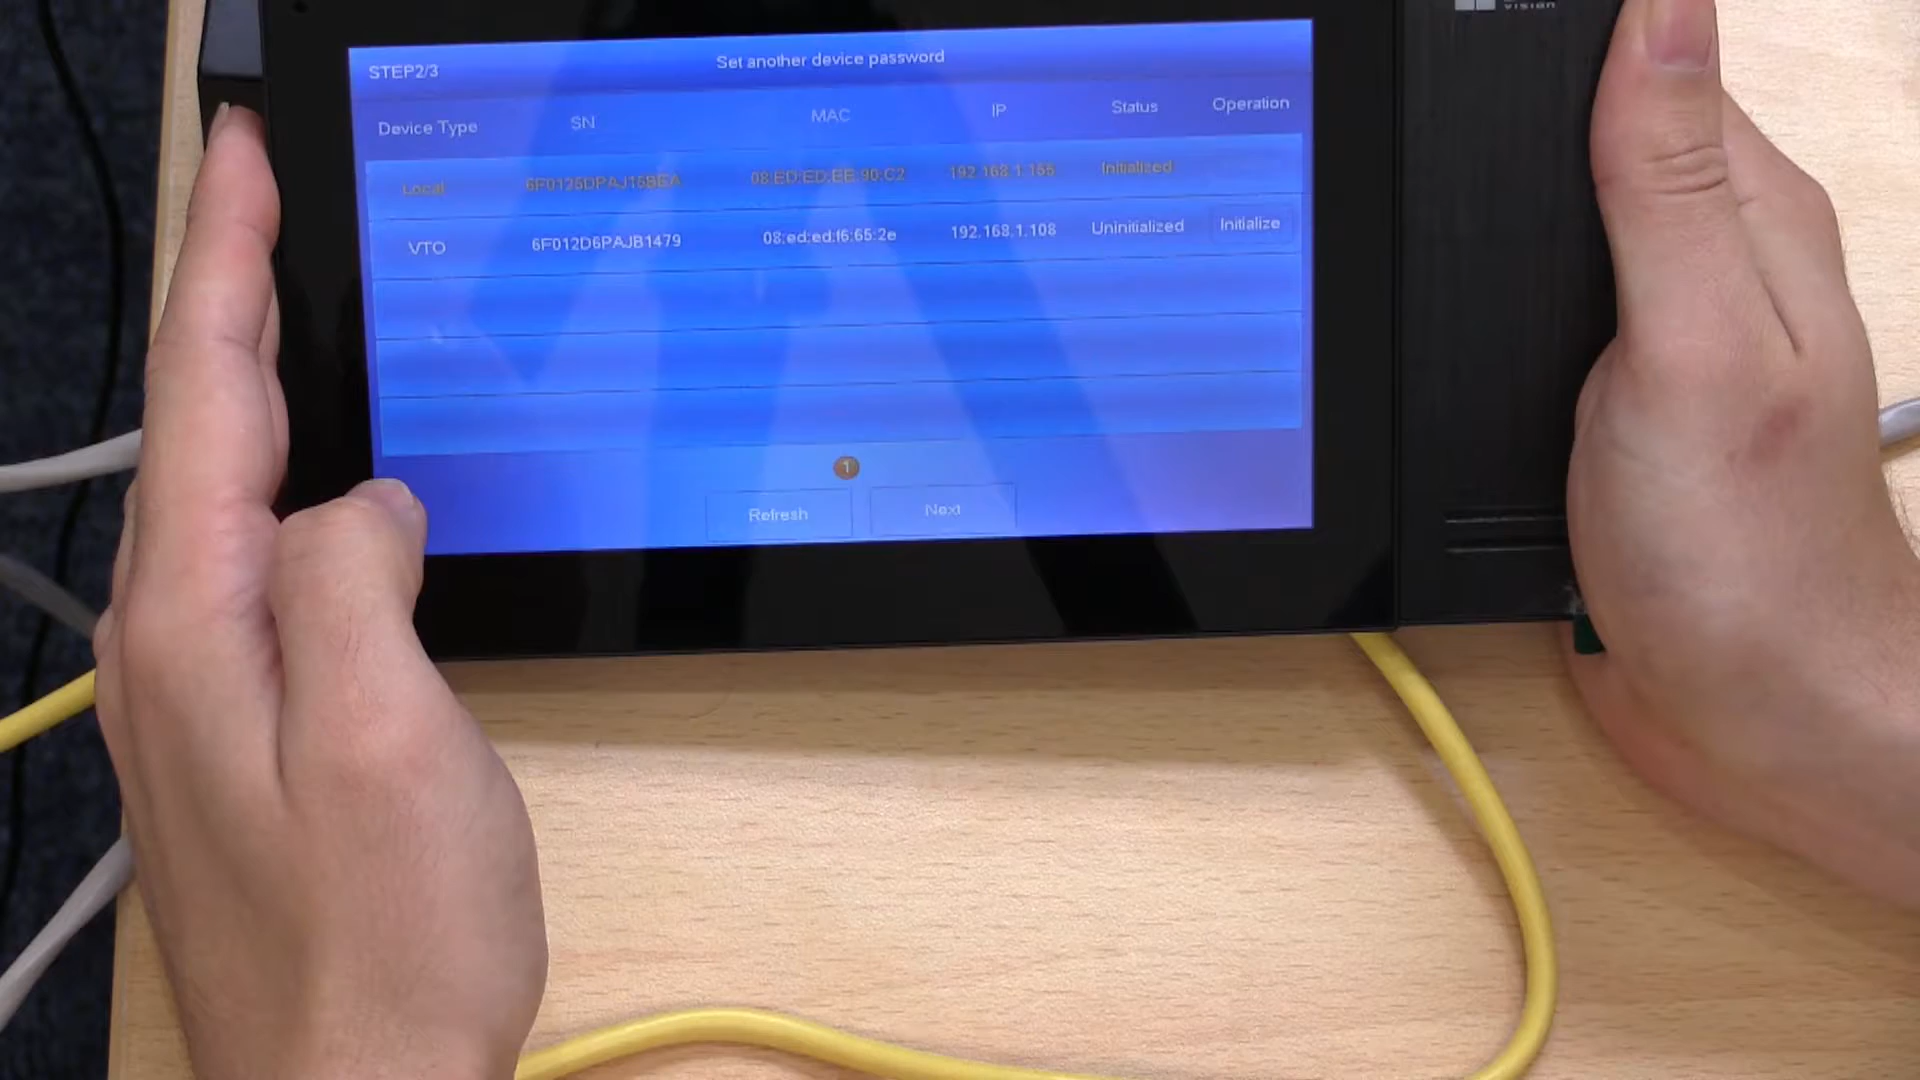 vision
STEP2/3 Set another device password
Device Type SN MAC IP Status Operation
Local 6F0125DPAJ15BEA 08:ED:ED:EE:90:C2 192.168.1.155 Initialized
VTO 6F012D6PAJB1479 08:ed:ed:f6:65:2e 192.168.1.108 Uninitialized Initialize
1
Refresh Next